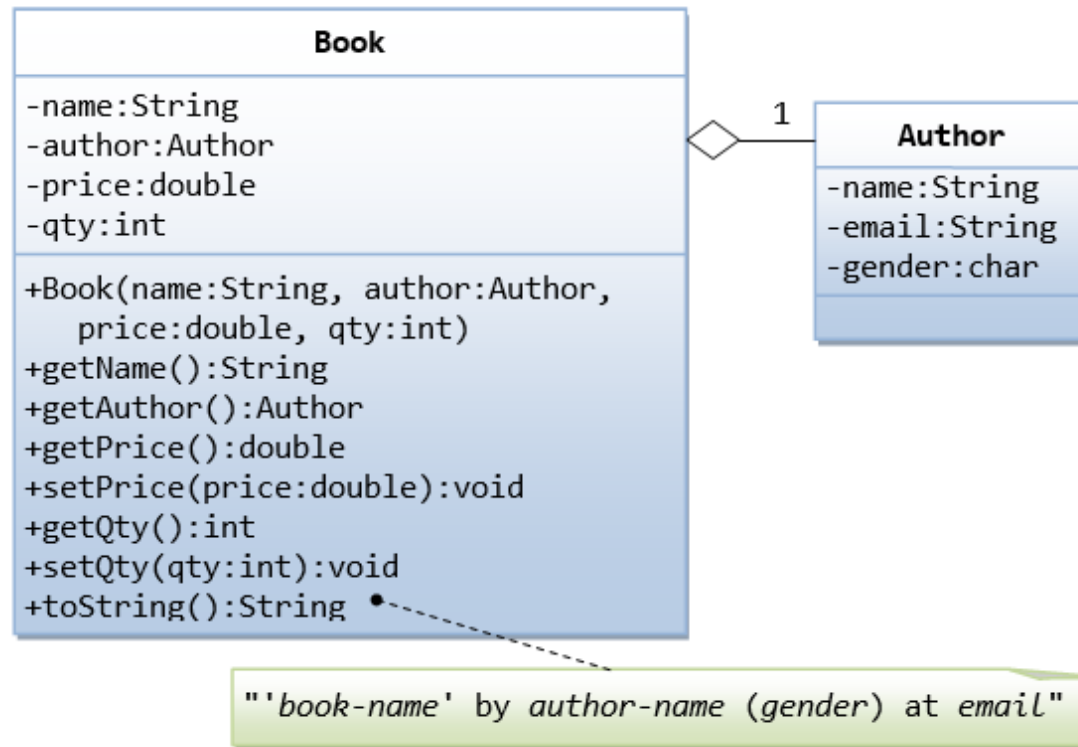 Book
-name:String
-author:Author
-price:double
-qty:int
+Book(name:String, author:Author,
price:double, qty:int)
+getName():String
+getAuthor():Author
+getPrice():double
+setPrice(price:double):void
+getQty():int
+setQty(qty:int):void
+toString():String
1
Author
-name:String
-email:String
-gender:char
"'book-name' by author-name (gender) at email"